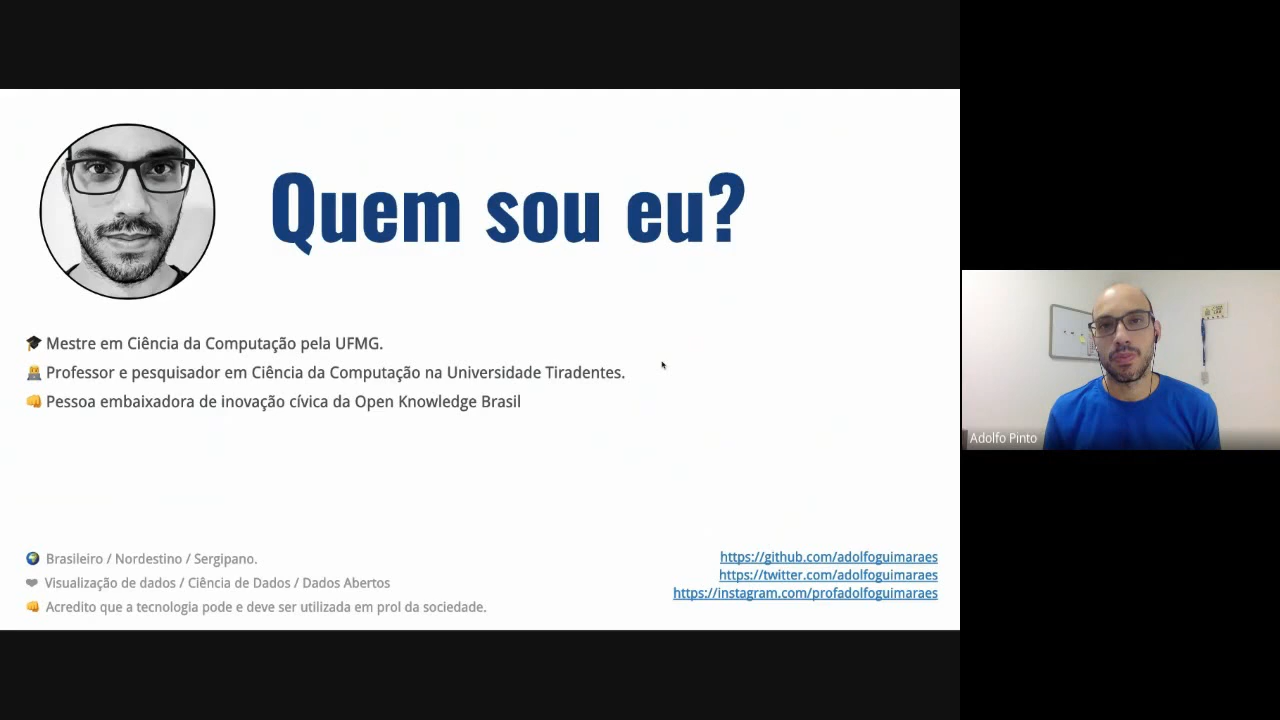 Quem sou eu?
Mestre em Ciência da Computação pela UFMG.
Professor e pesquisador em Ciência da Computação na Universidade Tiradentes.
Pessoa embaixadora de inovação cívica da Open Knowledge Brasil
Brasileiro / Nordestino / Sergipano.
Visualização de dados / Ciência de Dados / Dados Abertos
Acredito que a tecnologia pode e deve ser utilizada em prol da sociedade.
https://github.com/adolfoguimaraes
https://twitter.com/adolfoguimaraes
https://instagram.com/profadolfoguimaraes
Adolfo Pinto